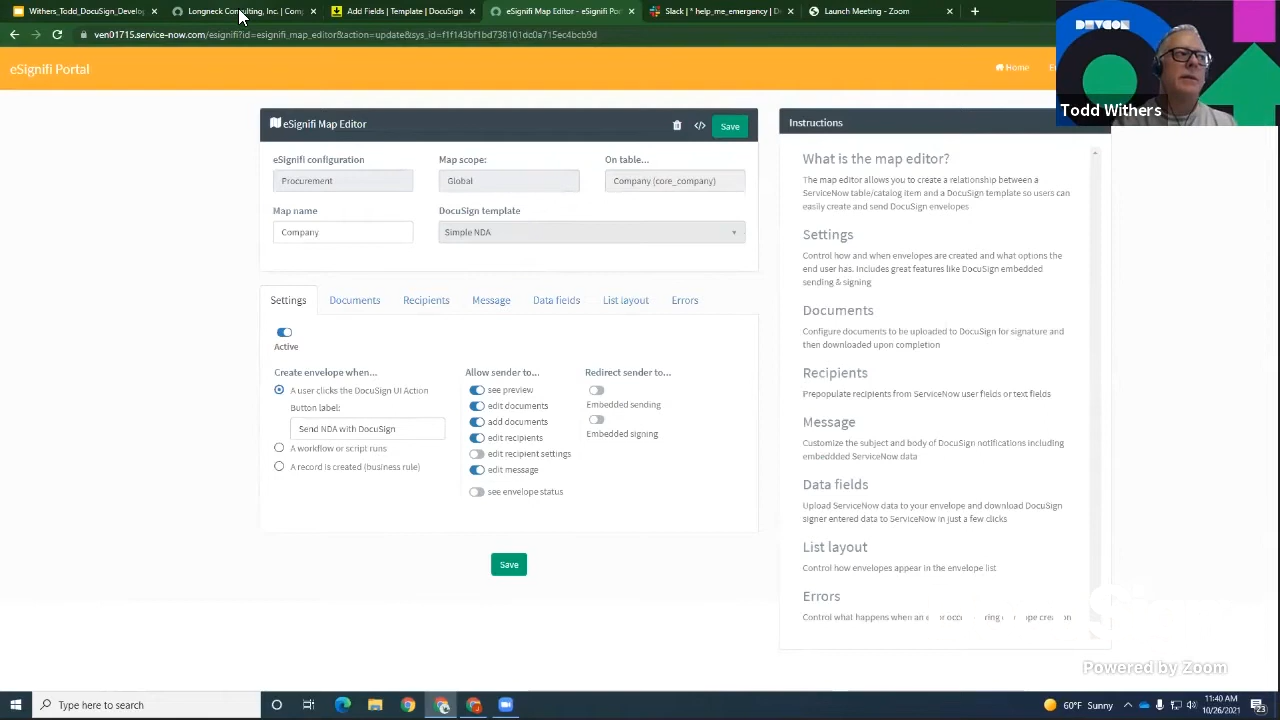 Withers_Todd_DSign_Develo
Longneck Consulting, Inc. | Comp
Add Fields | Template | DocuSign
eSignifi Map Editor - eSignifi Por
Slack | * help_me_emergency | D
Launch Meeting - Zoom
ven01715.service-now.com/esignifi?id=esignifi_map_editor&action=update&sys_id=f1f143bf1bd738101dc0a715ec4bcb9d
DEVCON
eSignifi Portal
Home
Todd Withers
eSignifi Map Editor
</>
Save
Instructions
eSignifi configuration
Map scope:
On table...
Procurement
Global
Company (core_company)
Map name
DocuSign template
Company
Simple NDA
Settings
Documents
Recipients
Message
Data fields
List layout
Errors
Active
Create envelope when...
Allow sender to...
Redirect sender to...
A user clicks the DocuSign UI Action
see preview
Button label:
edit documents
Embedded sending
Send NDA with DocuSign
add documents
Embedded signing
edit recipients
A workflow or script runs
edit recipient settings
A record is created (business rule)
edit message
see envelope status
Save
What is the map editor?
The map editor allows you to create a relationship between a
ServiceNow table/catalog item and a DocuSign template so users can
easily create and send DocuSign envelopes
Settings
Control how and when envelopes are created and what options the
end user has. Includes great features like DocuSign embedded
sending & signing
Documents
Configure documents to be uploaded to DocuSign for signature and
then downloaded upon completion
Recipients
Prepopulate recipients from ServiceNow user fields or text fields
Message
Customize the subject and body of DocuSign notifications including
embeddded ServiceNow data
Data fields
Upload ServiceNow data to your envelope and download DocuSign
signer entered data to ServiceNow in just a few clicks
List layout
Control how envelopes appear in the envelope list
Errors
Control what happens when an
Powered by Zoom
Type here to search
60°F Sunny
11:40 AM
10/26/2021